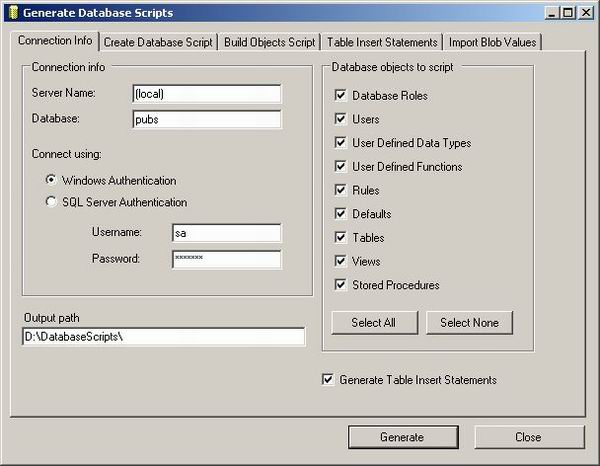 Generate Database Scripts
Connection Info
Create Database Script
Build Objects Script
Table Insert Statements
Import Blob Values
Connection info
Server Name:
(local)
Database:
pubs
Connect using:
Windows Authentication
SQL Server Authentication
Username:
sa
Password:
*******
Output path
D:\DatabaseScripts\
Database objects to script
Database Roles
Users
User Defined Data Types
User Defined Functions
Rules
Defaults
Tables
Views
Stored Procedures
Select All
Select None
Generate Table Insert Statements
Generate
Close